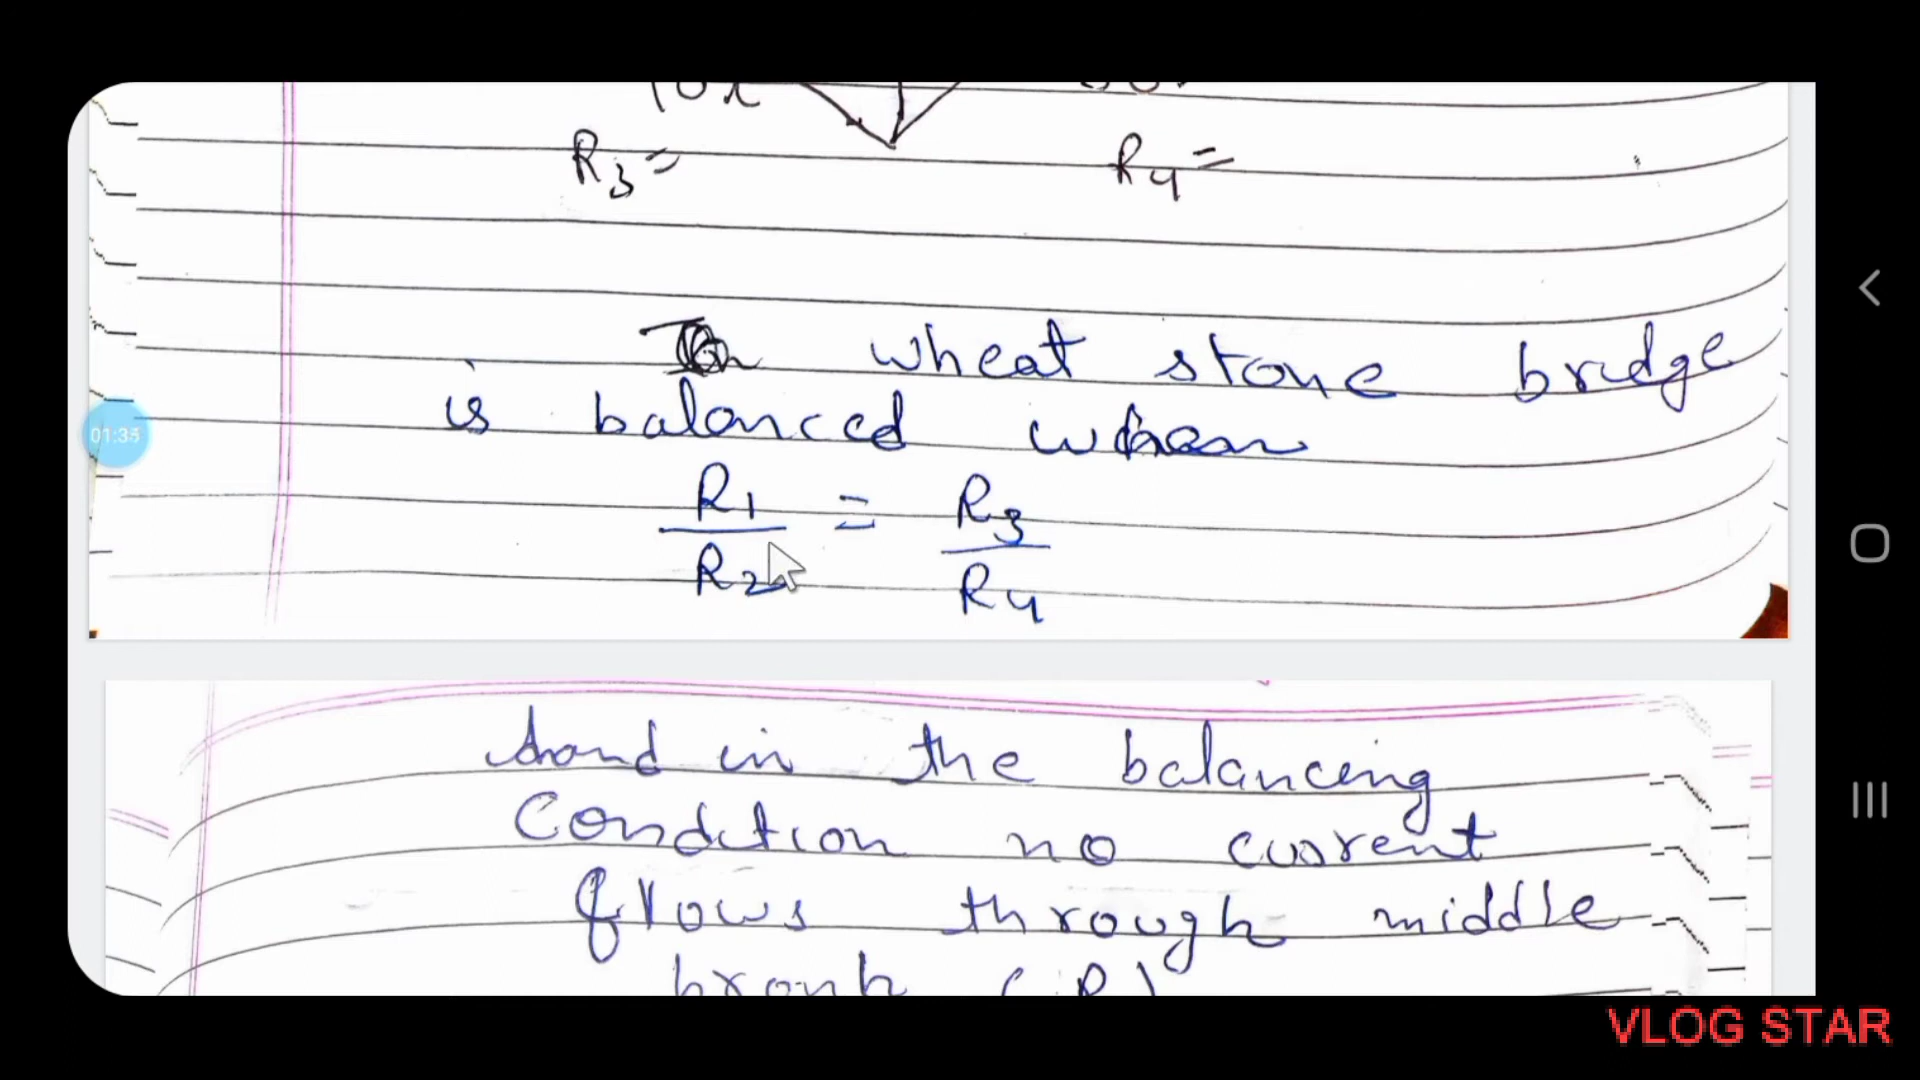 R3=
R4=
wheat stone bridge
is balanced when
R1 = R3
R2 R4
and in the balancing
Condition no current
flows through middle
01:35
VLOG STAR